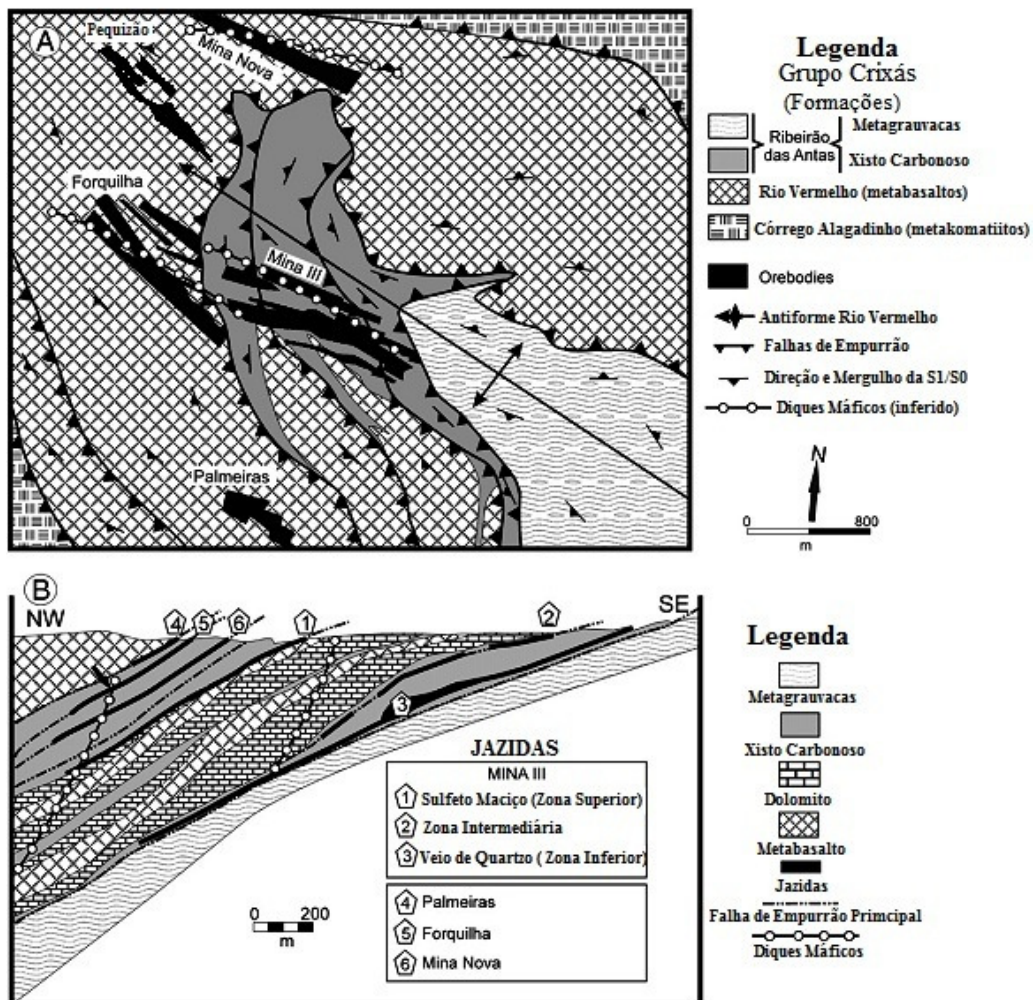 A
Pequizão
Mina Nova
Forquilha
Mina III
Palmeiras
Legenda
Grupo Crixás
(Formações)
Ribeirão
das Antas
Metagrauvacas
Xisto Carbonoso
Rio Vermelho (metabasaltos)
Córrego Alagadinho (metakomatiitos)
Orebodies
Antiforme Rio Vermelho
Falhas de Empurrão
Direção e Mergulho da S1/S0
Diques Máficos (inferido)
N
0 800
m
B
NW
SE
4 5 6 1 2
3
JAZIDAS
MINA III
1 Sulfeto Maciço (Zona Superior)
2 Zona Intermediária
3 Veio de Quartzo ( Zona Inferior)
4 Palmeiras
5 Forquilha
6 Mina Nova
0 200
m
Legenda
Metagrauvacas
Xisto Carbonoso
Dolomito
Metabasalto
Jazidas
Falha de Empurrão Primcipal
Diques Máficos